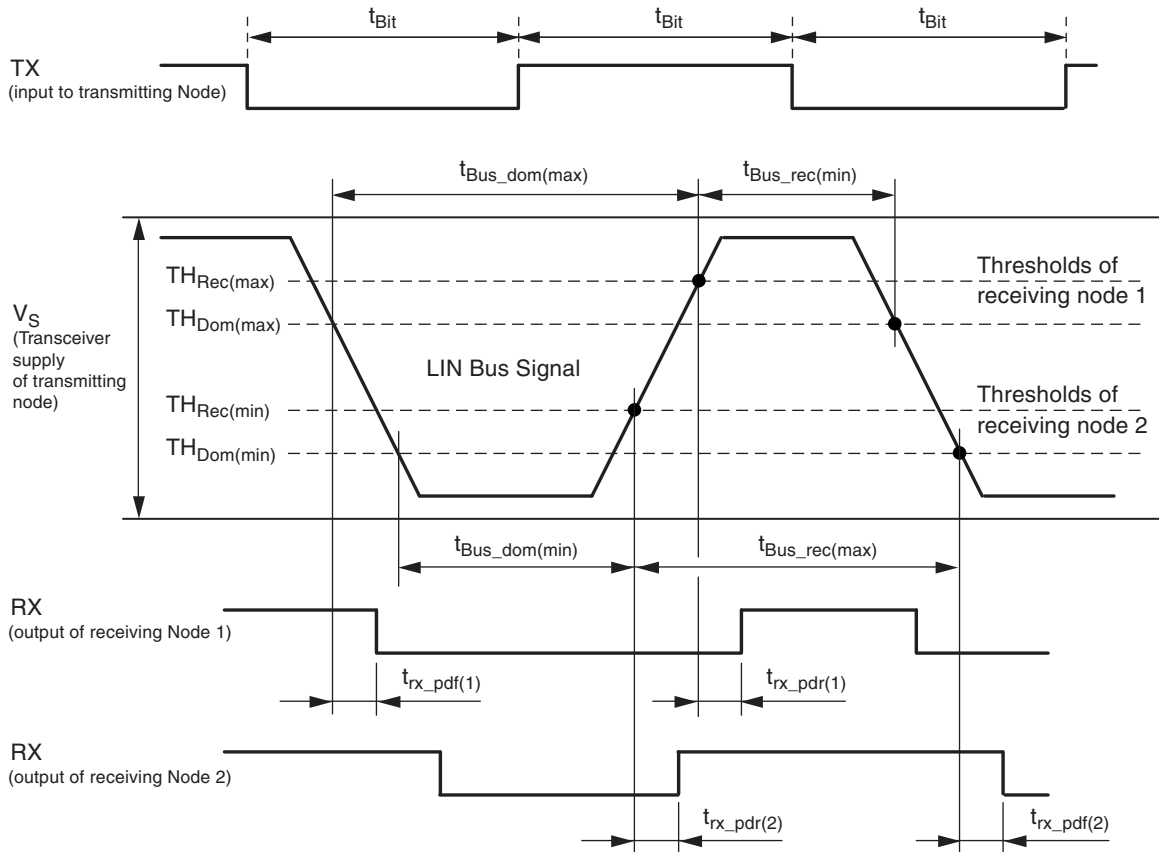 tBit
tBit
tBit
TX
(input to transmitting Node)
tBus_dom(max)
tBus_rec(min)
THRec(max)
Thresholds of
receiving node 1
THDom(max)
VS
(Transceiver
supply
of transmitting
node)
LIN Bus Signal
THRec(min)
Thresholds of
receiving node 2
THDom(min)
tBus_dom(min)
tBus_rec(max)
RX
(output of receiving Node 1)
trx_pdf(1)
trx_pdr(1)
RX
(output of receiving Node 2)
trx_pdr(2)
trx_pdf(2)